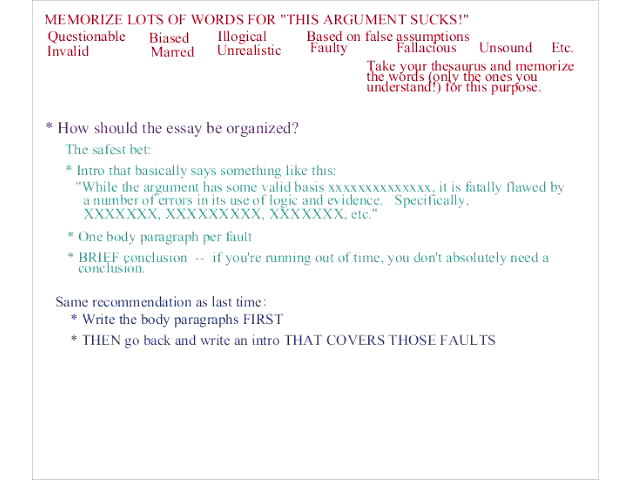 MEMORIZE LOTS OF WORDS FOR "THIS ARGUMENT SUCKS!"
Questionable Biased Illogical Based on false assumptions
Invalid Marred Unrealistic Faulty Fallacious Unsound Etc.
Take your thesaurus and memorize
the words (only the ones you
understand!) for this purpose.
* How should the essay be organized?
The safest bet:
* Intro that basically says something like this:
"While the argument has some valid basis xxxxxxxxxxxxxx, it is fatally flawed by
a number of errors in its use of logic and evidence. Specifically,
XXXXXXX, XXXXXXXXX, XXXXXXX, etc."
* One body paragraph per fault
* BRIEF conclusion -- if you're running out of time, you don't absolutely need a
conclusion.
Same recommendation as last time:
* Write the body paragraphs FIRST
* THEN go back and write an intro THAT COVERS THOSE FAULTS